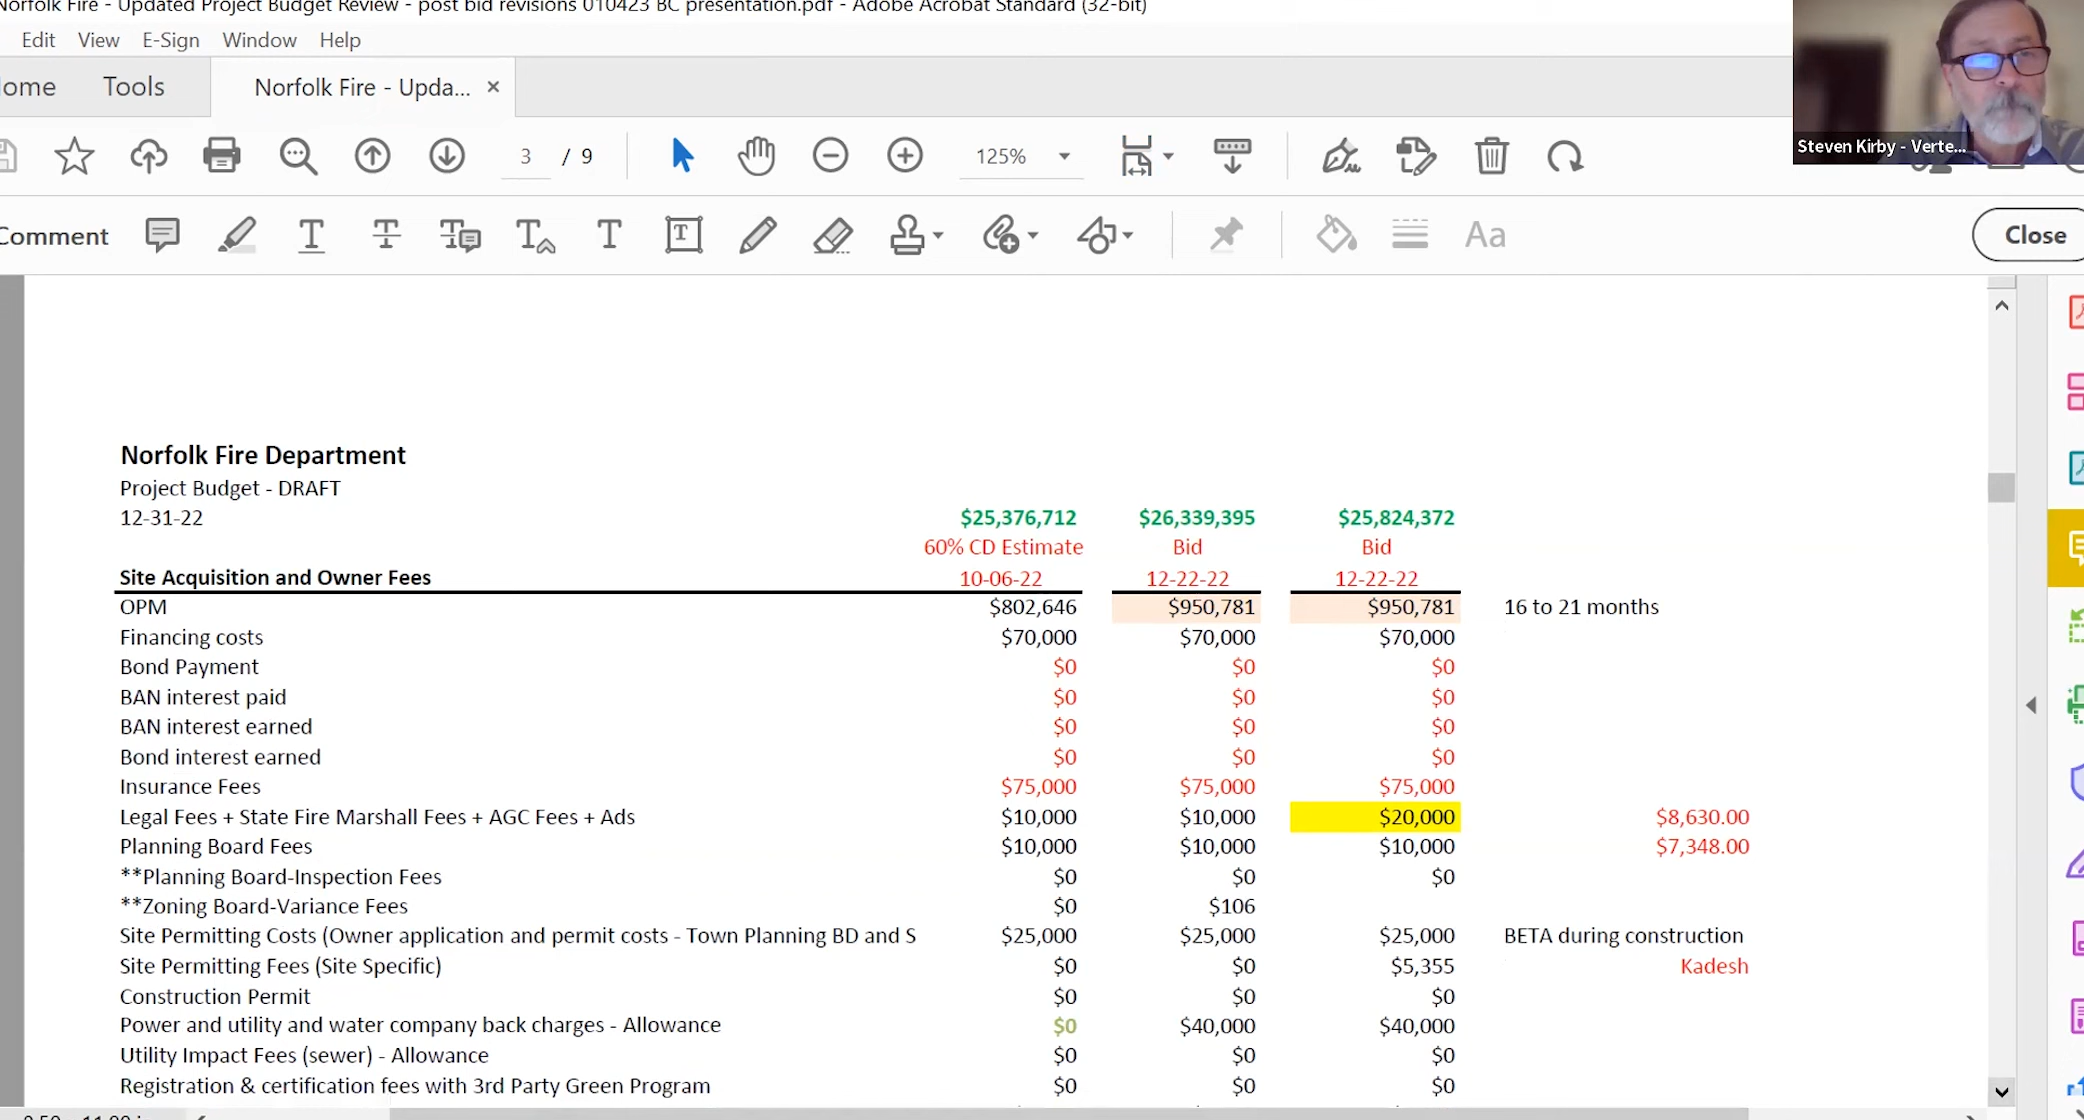 Norfolk Fire - Updated Project Budget Review - post bid revisions 010423 BC presentation.pdf - Adobe Acrobat Standard (32-bit)
Edit View E-Sign Window Help
ome Tools Norfolk Fire - Upda... ×
3 / 9 125%
Steven Kirby - Verte...
Comment T T T T T T Aa Close
Norfolk Fire Department
Project Budget - DRAFT
12-31-22 $25,376,712 $26,339,395 $25,824,372
60% CD Estimate Bid Bid
Site Acquisition and Owner Fees 10-06-22 12-22-22 12-22-22
OPM $802,646 $950,781 $950,781 16 to 21 months
Financing costs $70,000 $70,000 $70,000
Bond Payment $0 $0 $0
BAN interest paid $0 $0 $0
BAN interest earned $0 $0 $0
Bond interest earned $0 $0 $0
Insurance Fees $75,000 $75,000 $75,000
Legal Fees + State Fire Marshall Fees + AGC Fees + Ads $10,000 $10,000 $20,000 $8,630.00
Planning Board Fees $10,000 $10,000 $10,000 $7,348.00
**Planning Board-Inspection Fees $0 $0 $0
**Zoning Board-Variance Fees $0 $106
Site Permitting Costs (Owner application and permit costs - Town Planning BD and S $25,000 $25,000 $25,000 BETA during construction
Site Permitting Fees (Site Specific) $0 $0 $5,355 Kadesh
Construction Permit $0 $0 $0
Power and utility and water company back charges - Allowance $0 $40,000 $40,000
Utility Impact Fees (sewer) - Allowance $0 $0 $0
Registration & certification fees with 3rd Party Green Program $0 $0 $0